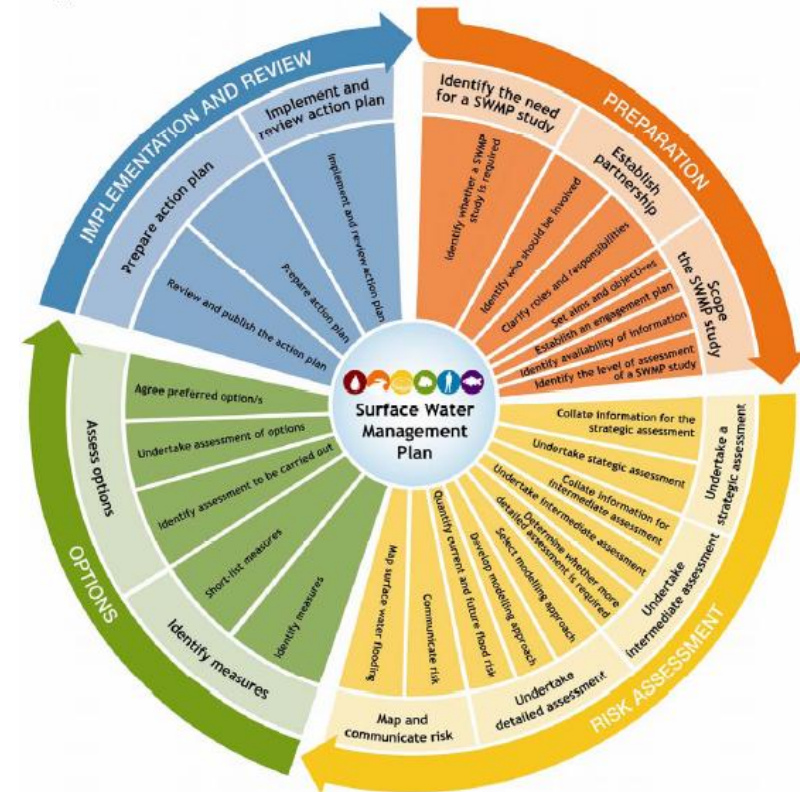 PREPARATION
Identify the need
for a SWMP study
Identify whether a SWMP
study is required
Establish
partnership
Identify who should be involved
Clarify roles and responsibilities
Scope
the SWMP study
Set aims and objectives
Establish an engagement plan
Identify availability of information
Identify the level of assessment
of a SWMP study
RISK ASSESSMENT
Undertake a
strategic assessment
Collate information for the
strategic assessment
Undertake stategic assessment
Undertake
intermediate assessment
Collate information for
intermediate assessment
Undertake intermediate assessment
Determine whether more
detailed assessment is required
Undertake
detailed assessment
Select modelling approach
Develop modelling approach
Quantify current and future flood risk
Map and
communicate risk
Communicate risk
Map surface water flooding
OPTIONS
Identify measures
Identify measures
Short-list measures
Assess options
Identify assessment to be carried out
Undertake assessment of options
Agree preferred option/s
IMPLEMENTATION AND REVIEW
Prepare action plan
Review and publish the action plan
Prepare action plan
Implement and
review action plan
Implement and review action plan
Surface Water
Management
Plan